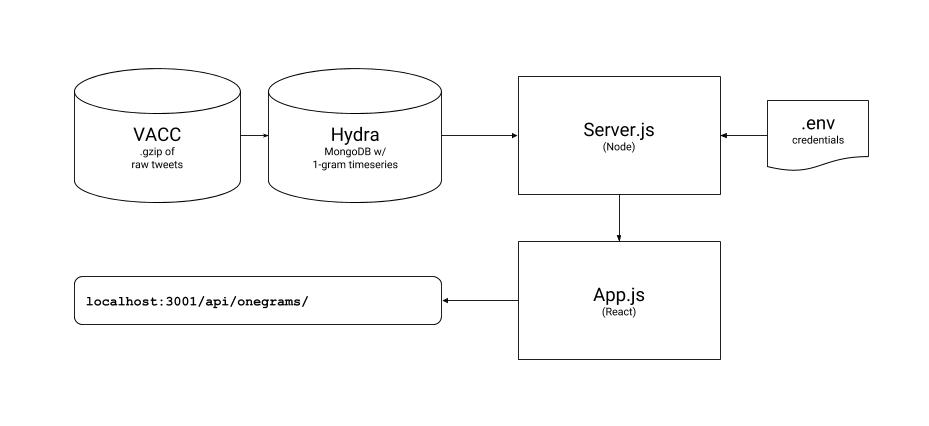 VACC
.gzip of
raw tweets
Hydra
MongoDB w/
1-gram timeseries
Server.js
(Node)
.env
credentials
localhost:3001/api/onegrams/
App.js
(React)